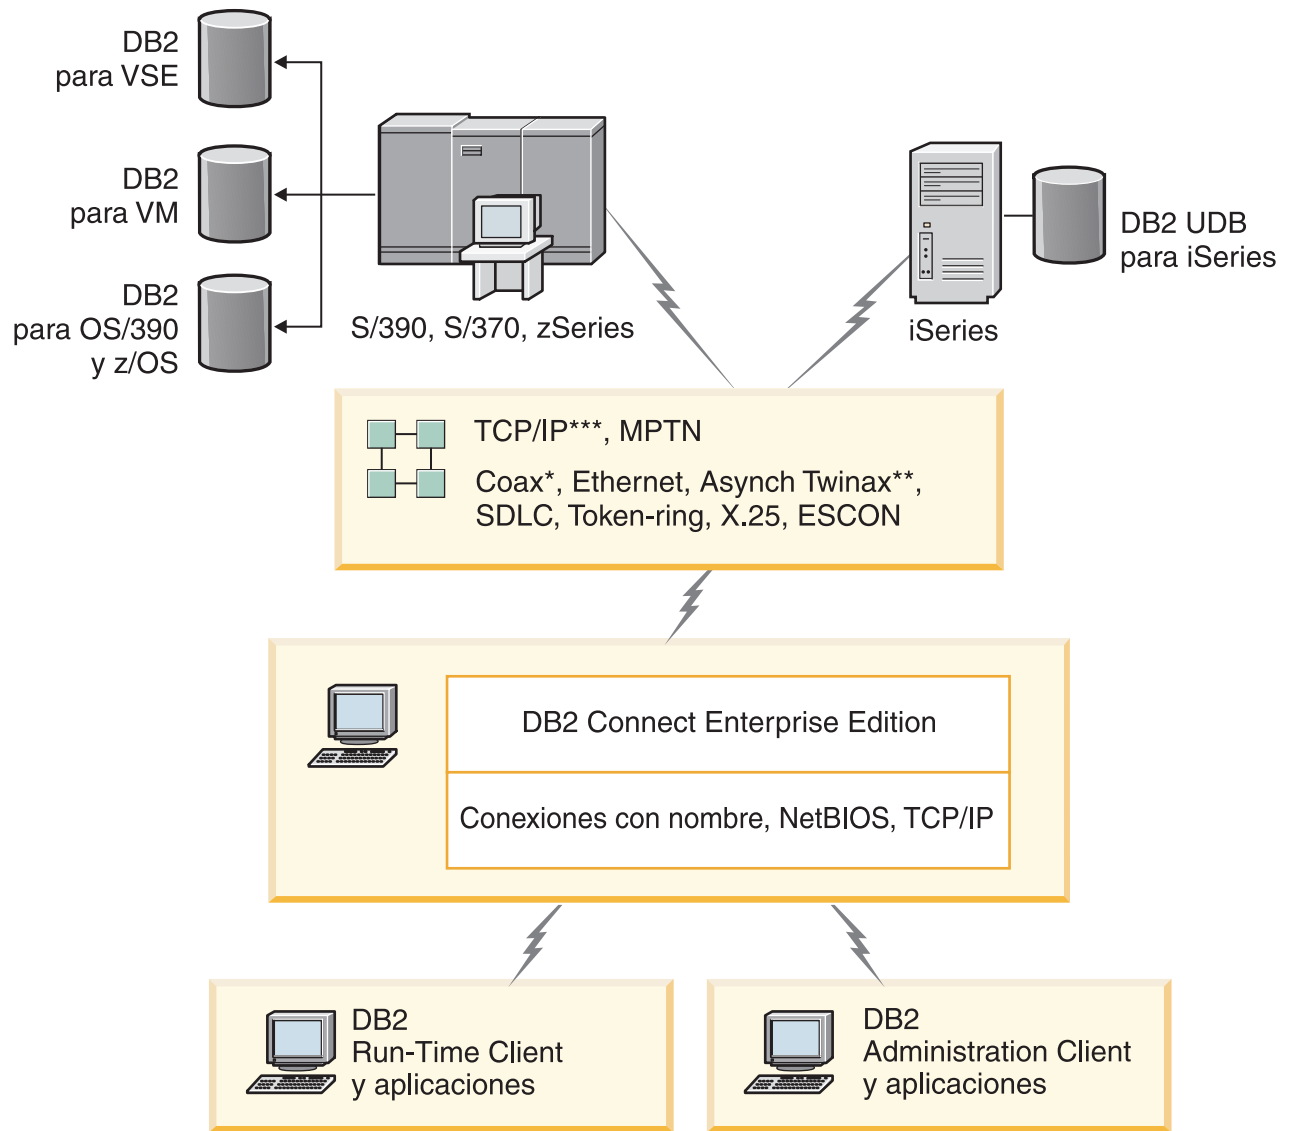 DB2
para VSE
DB2
para VM
DB2
para OS/390
y z/OS
S/390, S/370, zSeries
iSeries
DB2 UDB
para iSeries
TCP/IP***, MPTN
Coax*, Ethernet, Asynch Twinax**,
SDLC, Token-ring, X.25, ESCON
DB2 Connect Enterprise Edition
Conexiones con nombre, NetBIOS, TCP/IP
DB2
Run-Time Client
y aplicaciones
DB2
Administration Client
y aplicaciones